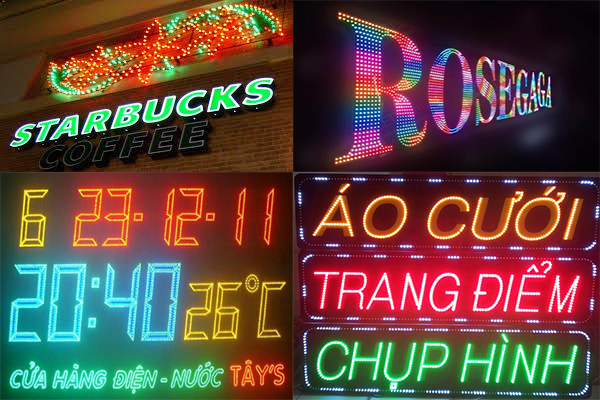 STARBUCKS
COFFEE
ROSEGAGA
6 23-12-11
20:40 26°C
CỬA HÀNG ĐIỆN - NƯỚC TÂY'S
ÁO CƯỚI
TRANG ĐIỂM
CHỤP HÌNH